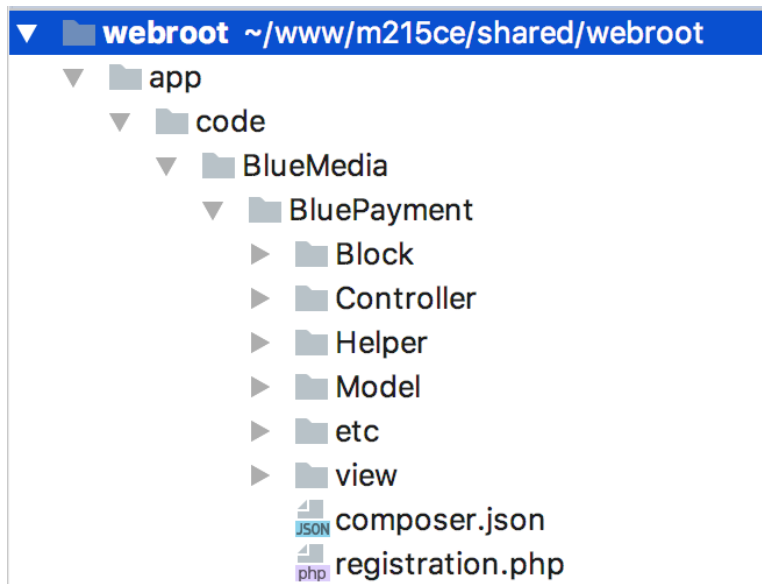 webroot ~/www/m215ce/shared/webroot
app
code
BlueMedia
BluePayment
Block
Controller
Helper
Model
etc
view
JSON composer.json
php registration.php